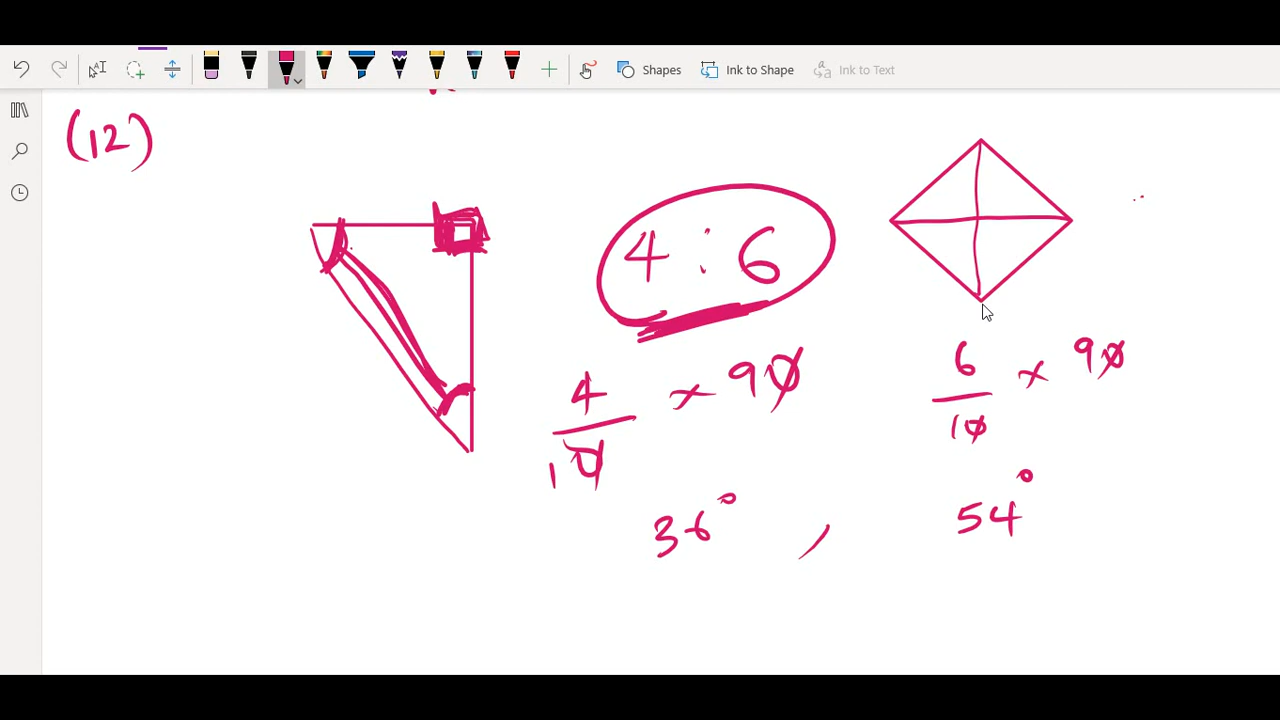 Shapes Ink to Shape Ink to Text
(12)
4 : 6
4/10 × 90
6/10 × 90
36° , 54°